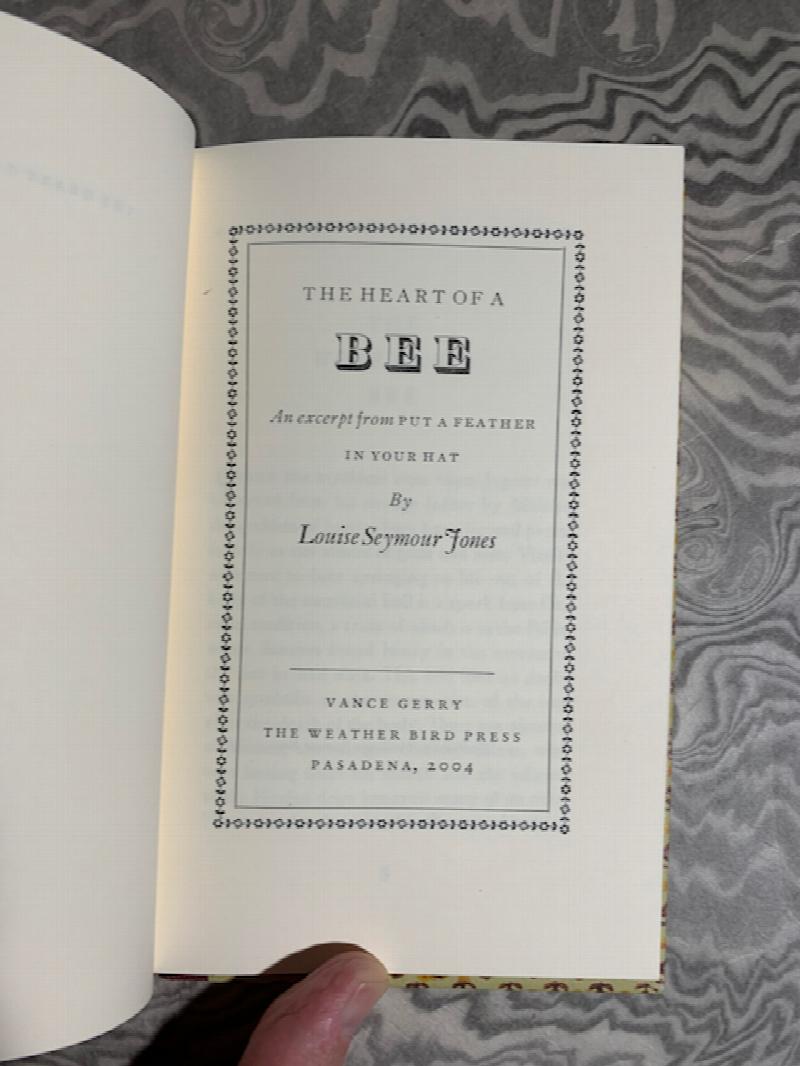 THE HEART OF A
BEE
An excerpt from PUT A FEATHER
IN YOUR HAT
By
Louise Seymour Jones
VANCE GERRY
THE WEATHER BIRD PRESS
PASADENA, 2004